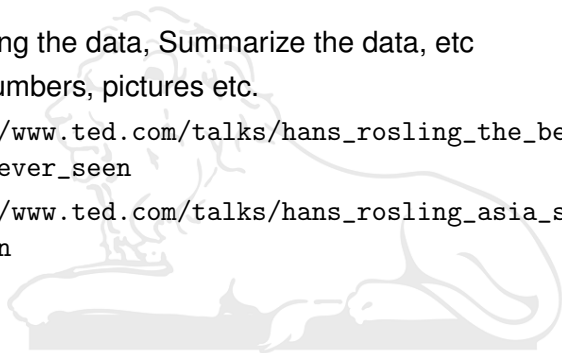 ng the data, Summarize the data, etc
umbers, pictures etc.
/www.ted.com/talks/hans_rosling_the_be
ever_seen
/www.ted.com/talks/hans_rosling_asia_s
n